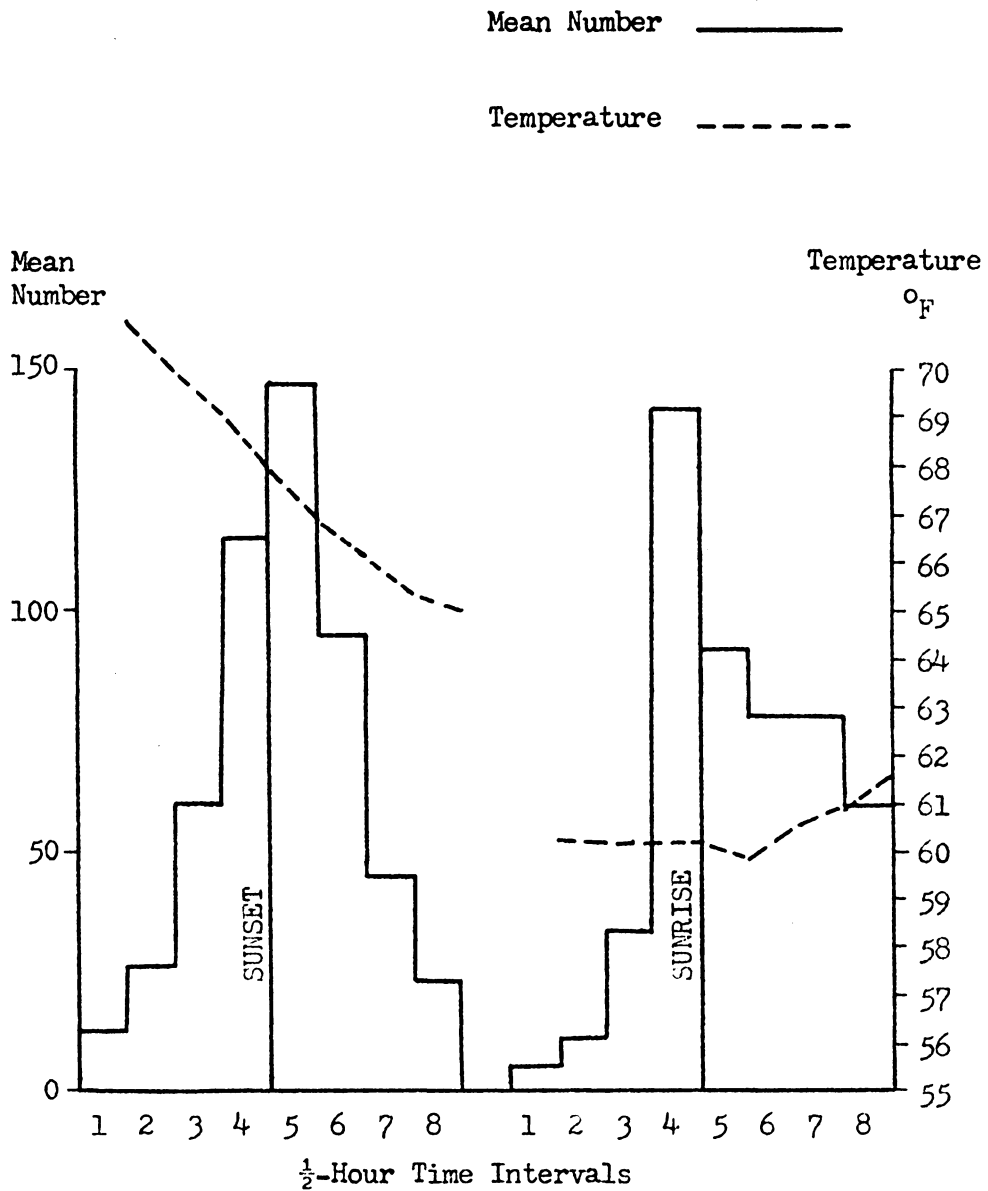 Mean Number
Temperature
Mean
Number
Temperature
°F
150
100
50
0
70
69
68
67
66
65
64
63
62
61
60
59
58
57
56
55
SUNSET
SUNRISE
1 2 3 4 5 6 7 8 1 2 3 4 5 6 7 8
½-Hour Time Intervals